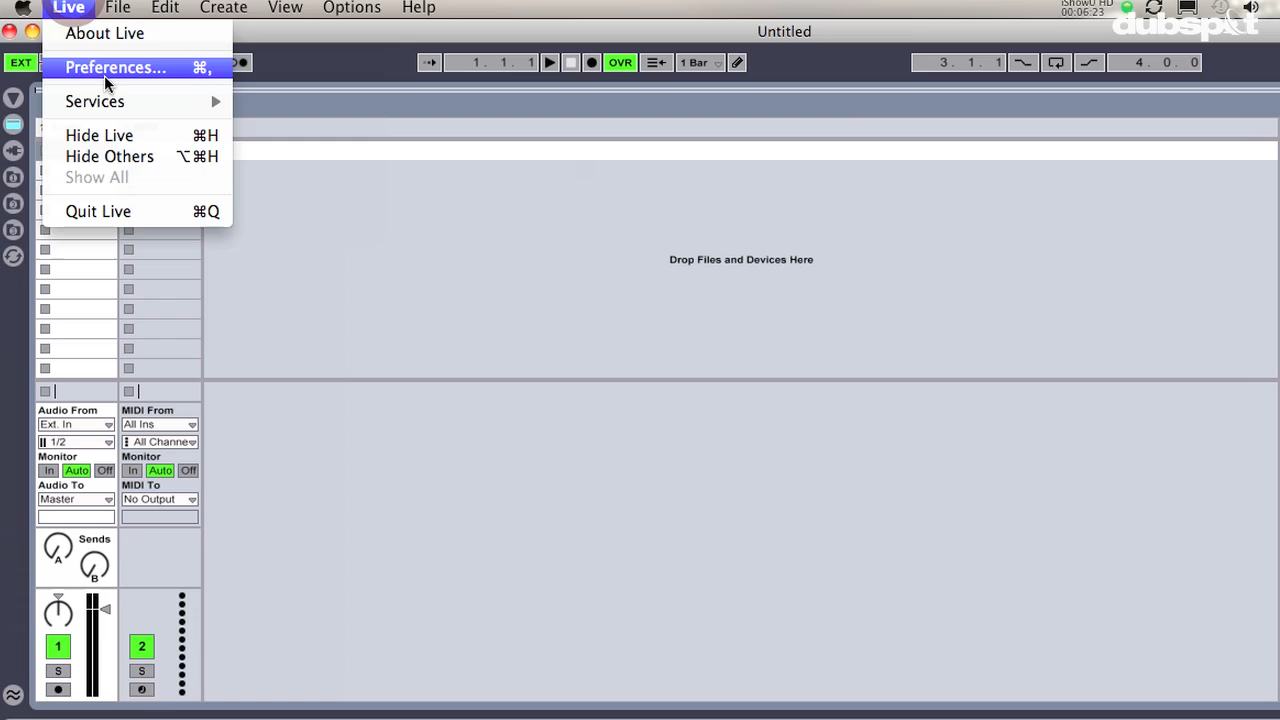 Live File Edit Create View Options Help
iShowU HD
00:06:23
dubspot
Untitled
About Live
Preferences... ⌘,
Services
Hide Live ⌘H
Hide Others ⌥⌘H
Show All
Quit Live ⌘Q
EXT
1. 1. 1
OVR
1 Bar
3. 1. 1
4. 0. 0
Drop Files and Devices Here
Audio From
Ext. In
1/2
Monitor
In Auto Off
Audio To
Master
MIDI From
All Ins
All Channe
Monitor
In Auto Off
MIDI To
No Output
Sends
A
B
1
S
2
S